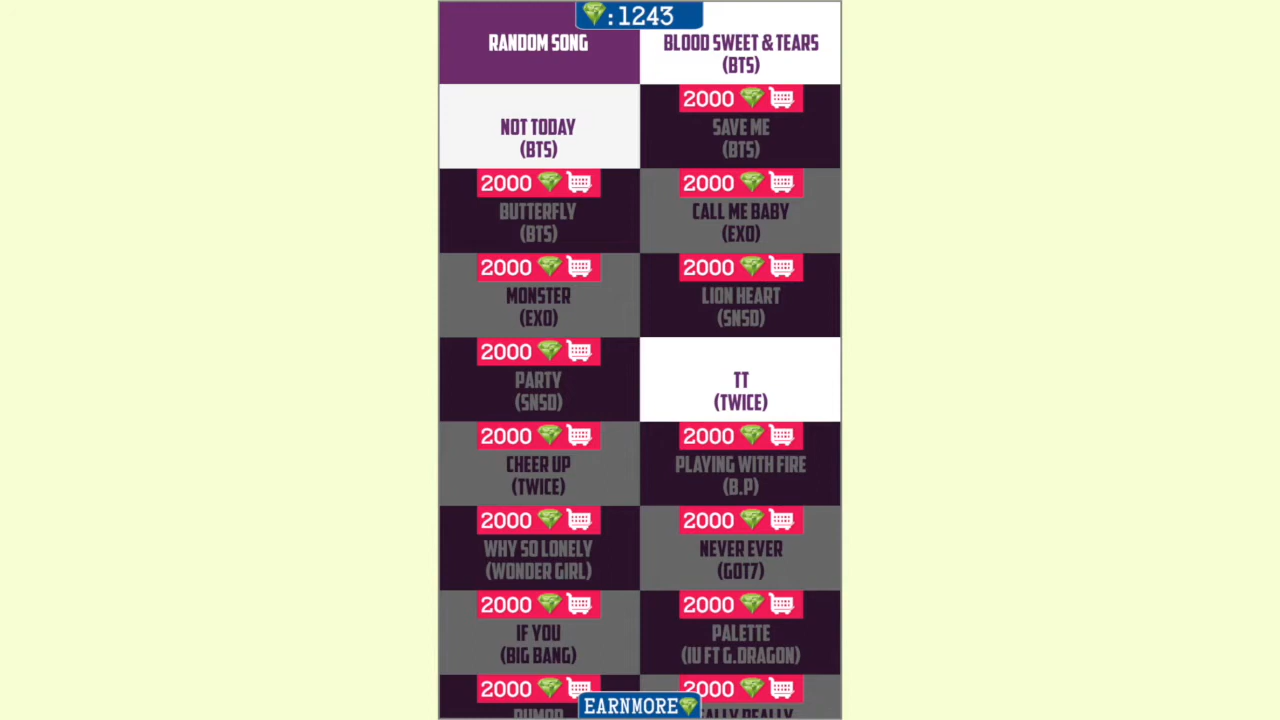 :1243
RANDOM SONG
BLOOD SWEET & TEARS
(BTS)
NOT TODAY
(BTS)
2000
SAVE ME
(BTS)
2000
BUTTERFLY
(BTS)
2000
CALL ME BABY
(EXO)
2000
MONSTER
(EXO)
2000
LION HEART
(SNSD)
2000
PARTY
(SNSD)
TT
(TWICE)
2000
CHEER UP
(TWICE)
2000
PLAYING WITH FIRE
(B.P)
2000
WHY SO LONELY
(WONDER GIRL)
2000
NEVER EVER
(GOT7)
2000
IF YOU
(BIG BANG)
2000
PALETTE
(IU FT G.DRAGON)
2000
2000
EARNMORE